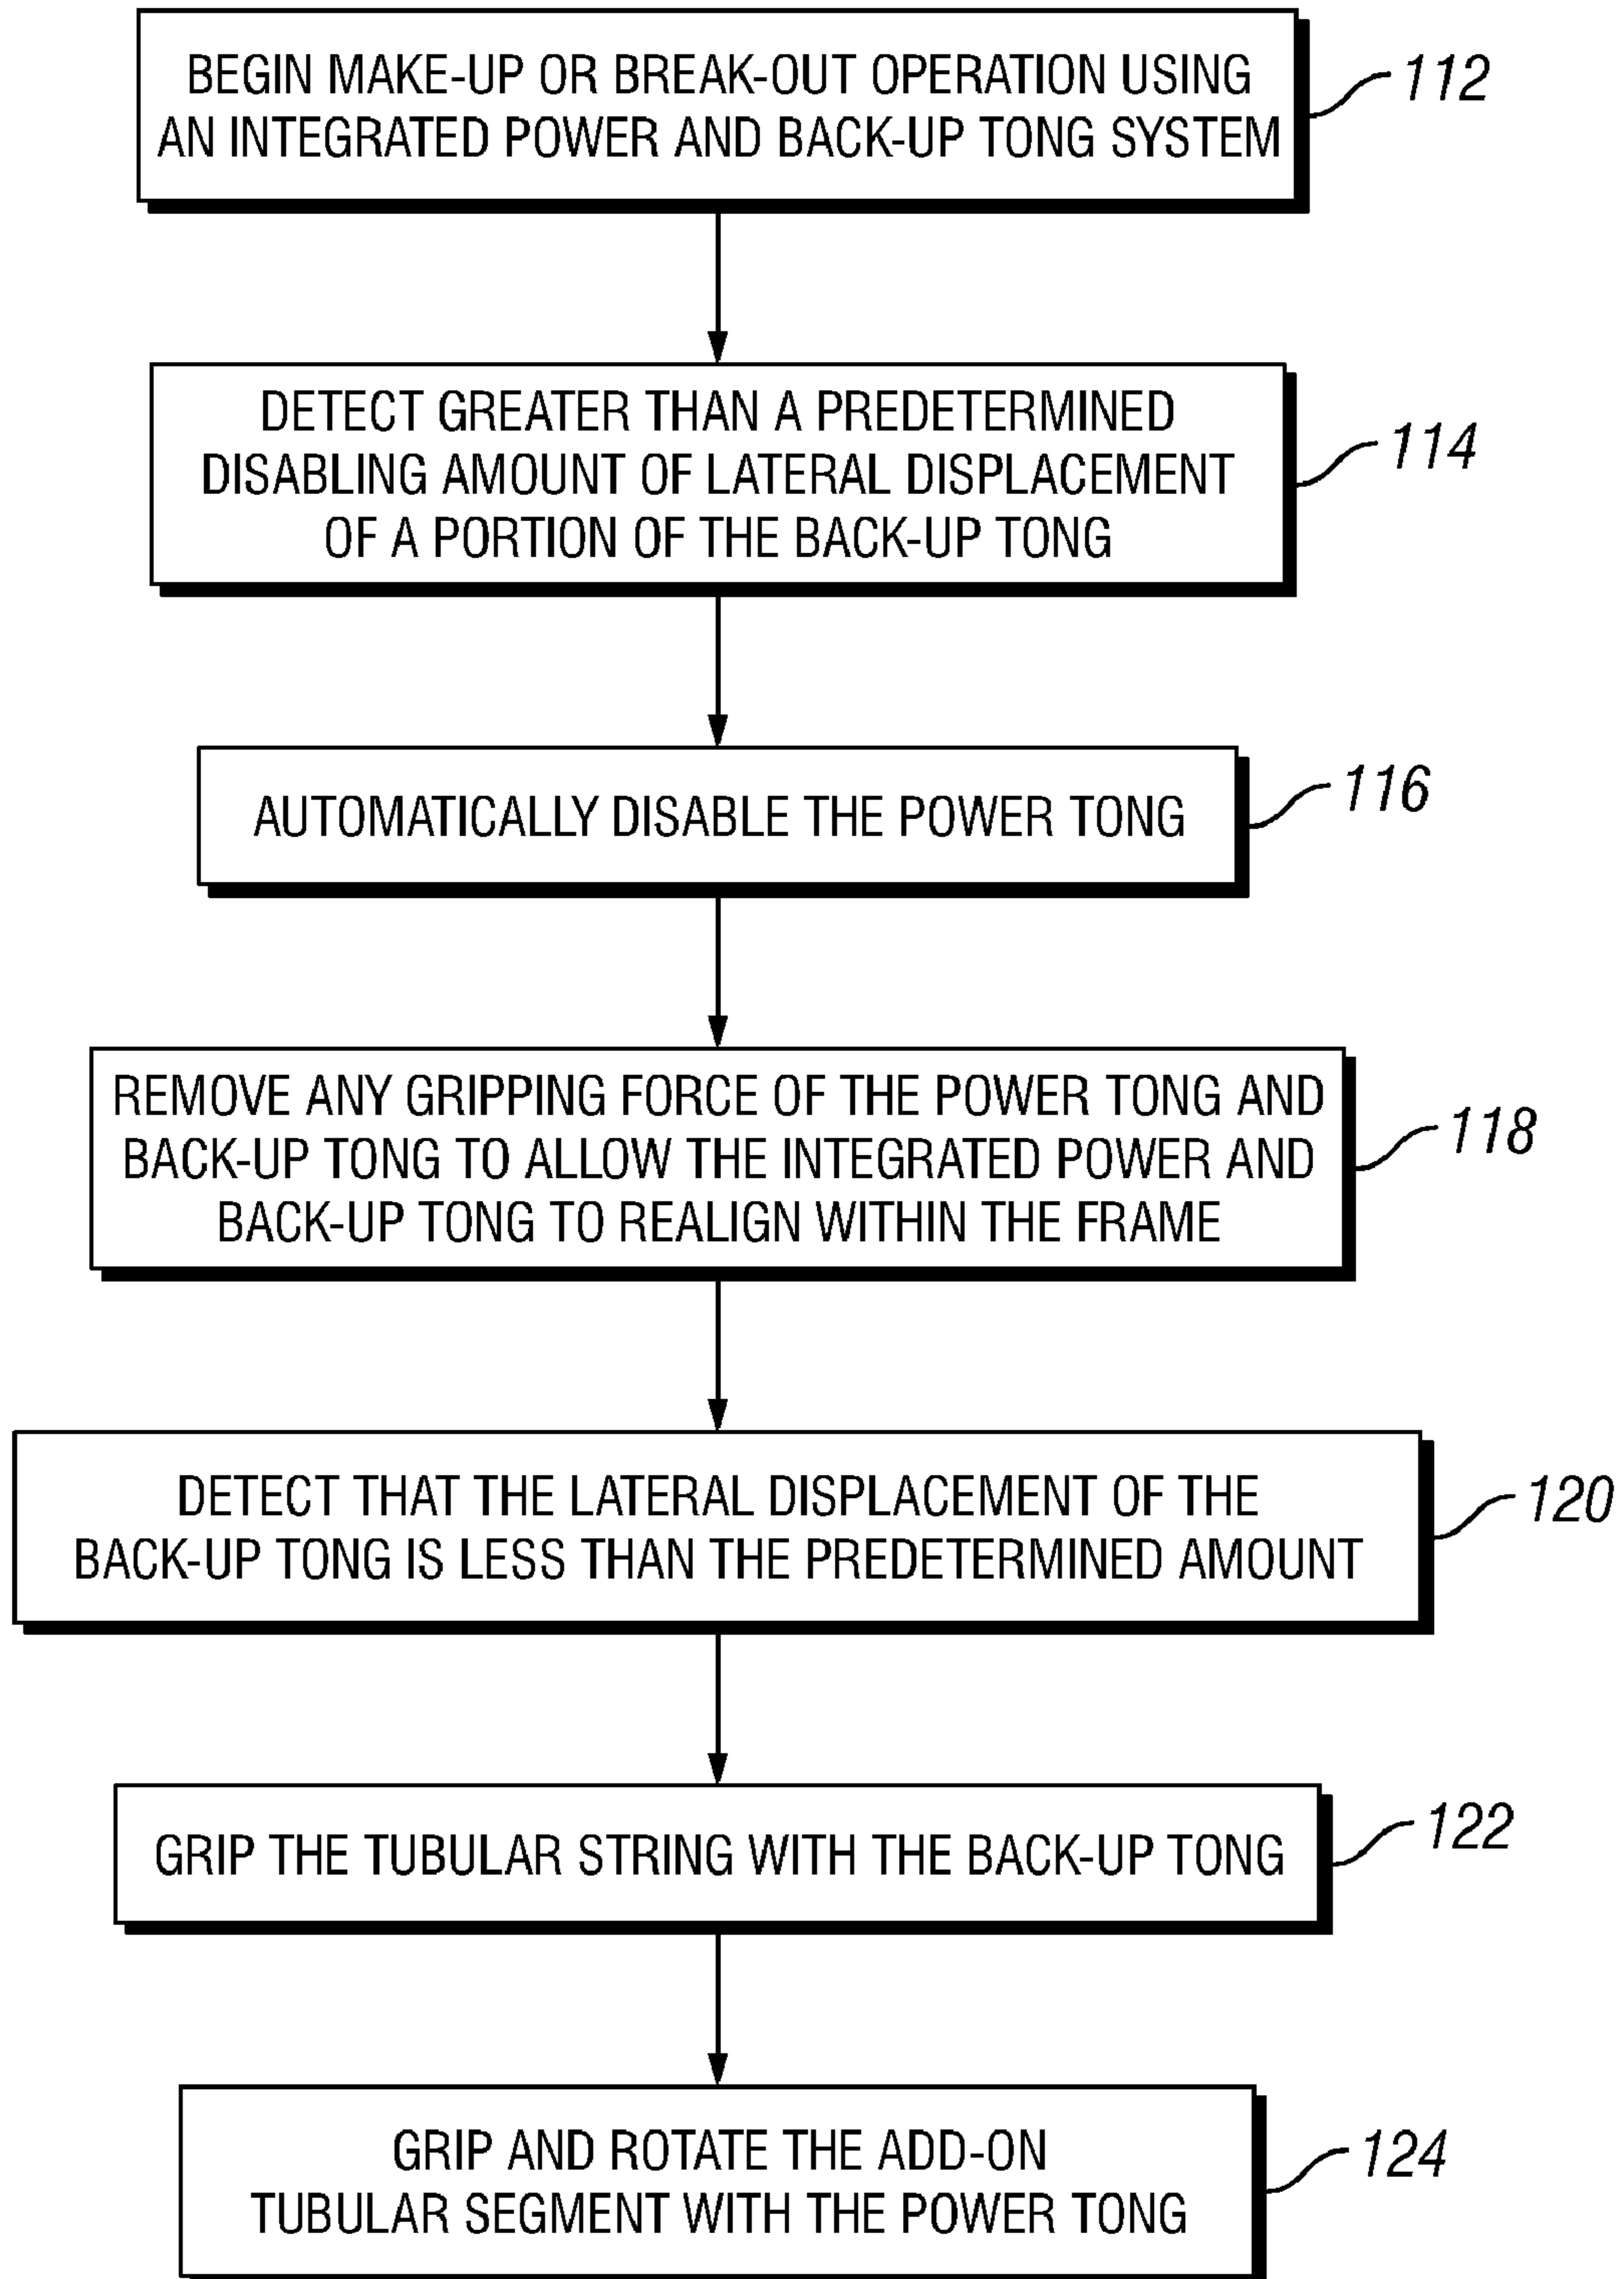 BEGIN MAKE-UP OR BREAK-OUT OPERATION USING
AN INTEGRATED POWER AND BACK-UP TONG SYSTEM
112
DETECT GREATER THAN A PREDETERMINED
DISABLING AMOUNT OF LATERAL DISPLACEMENT
OF A PORTION OF THE BACK-UP TONG
114
AUTOMATICALLY DISABLE THE POWER TONG
116
REMOVE ANY GRIPPING FORCE OF THE POWER TONG AND
BACK-UP TONG TO ALLOW THE INTEGRATED POWER AND
BACK-UP TONG TO REALIGN WITHIN THE FRAME
118
DETECT THAT THE LATERAL DISPLACEMENT OF THE
BACK-UP TONG IS LESS THAN THE PREDETERMINED AMOUNT
120
GRIP THE TUBULAR STRING WITH THE BACK-UP TONG
122
GRIP AND ROTATE THE ADD-ON
TUBULAR SEGMENT WITH THE POWER TONG
124